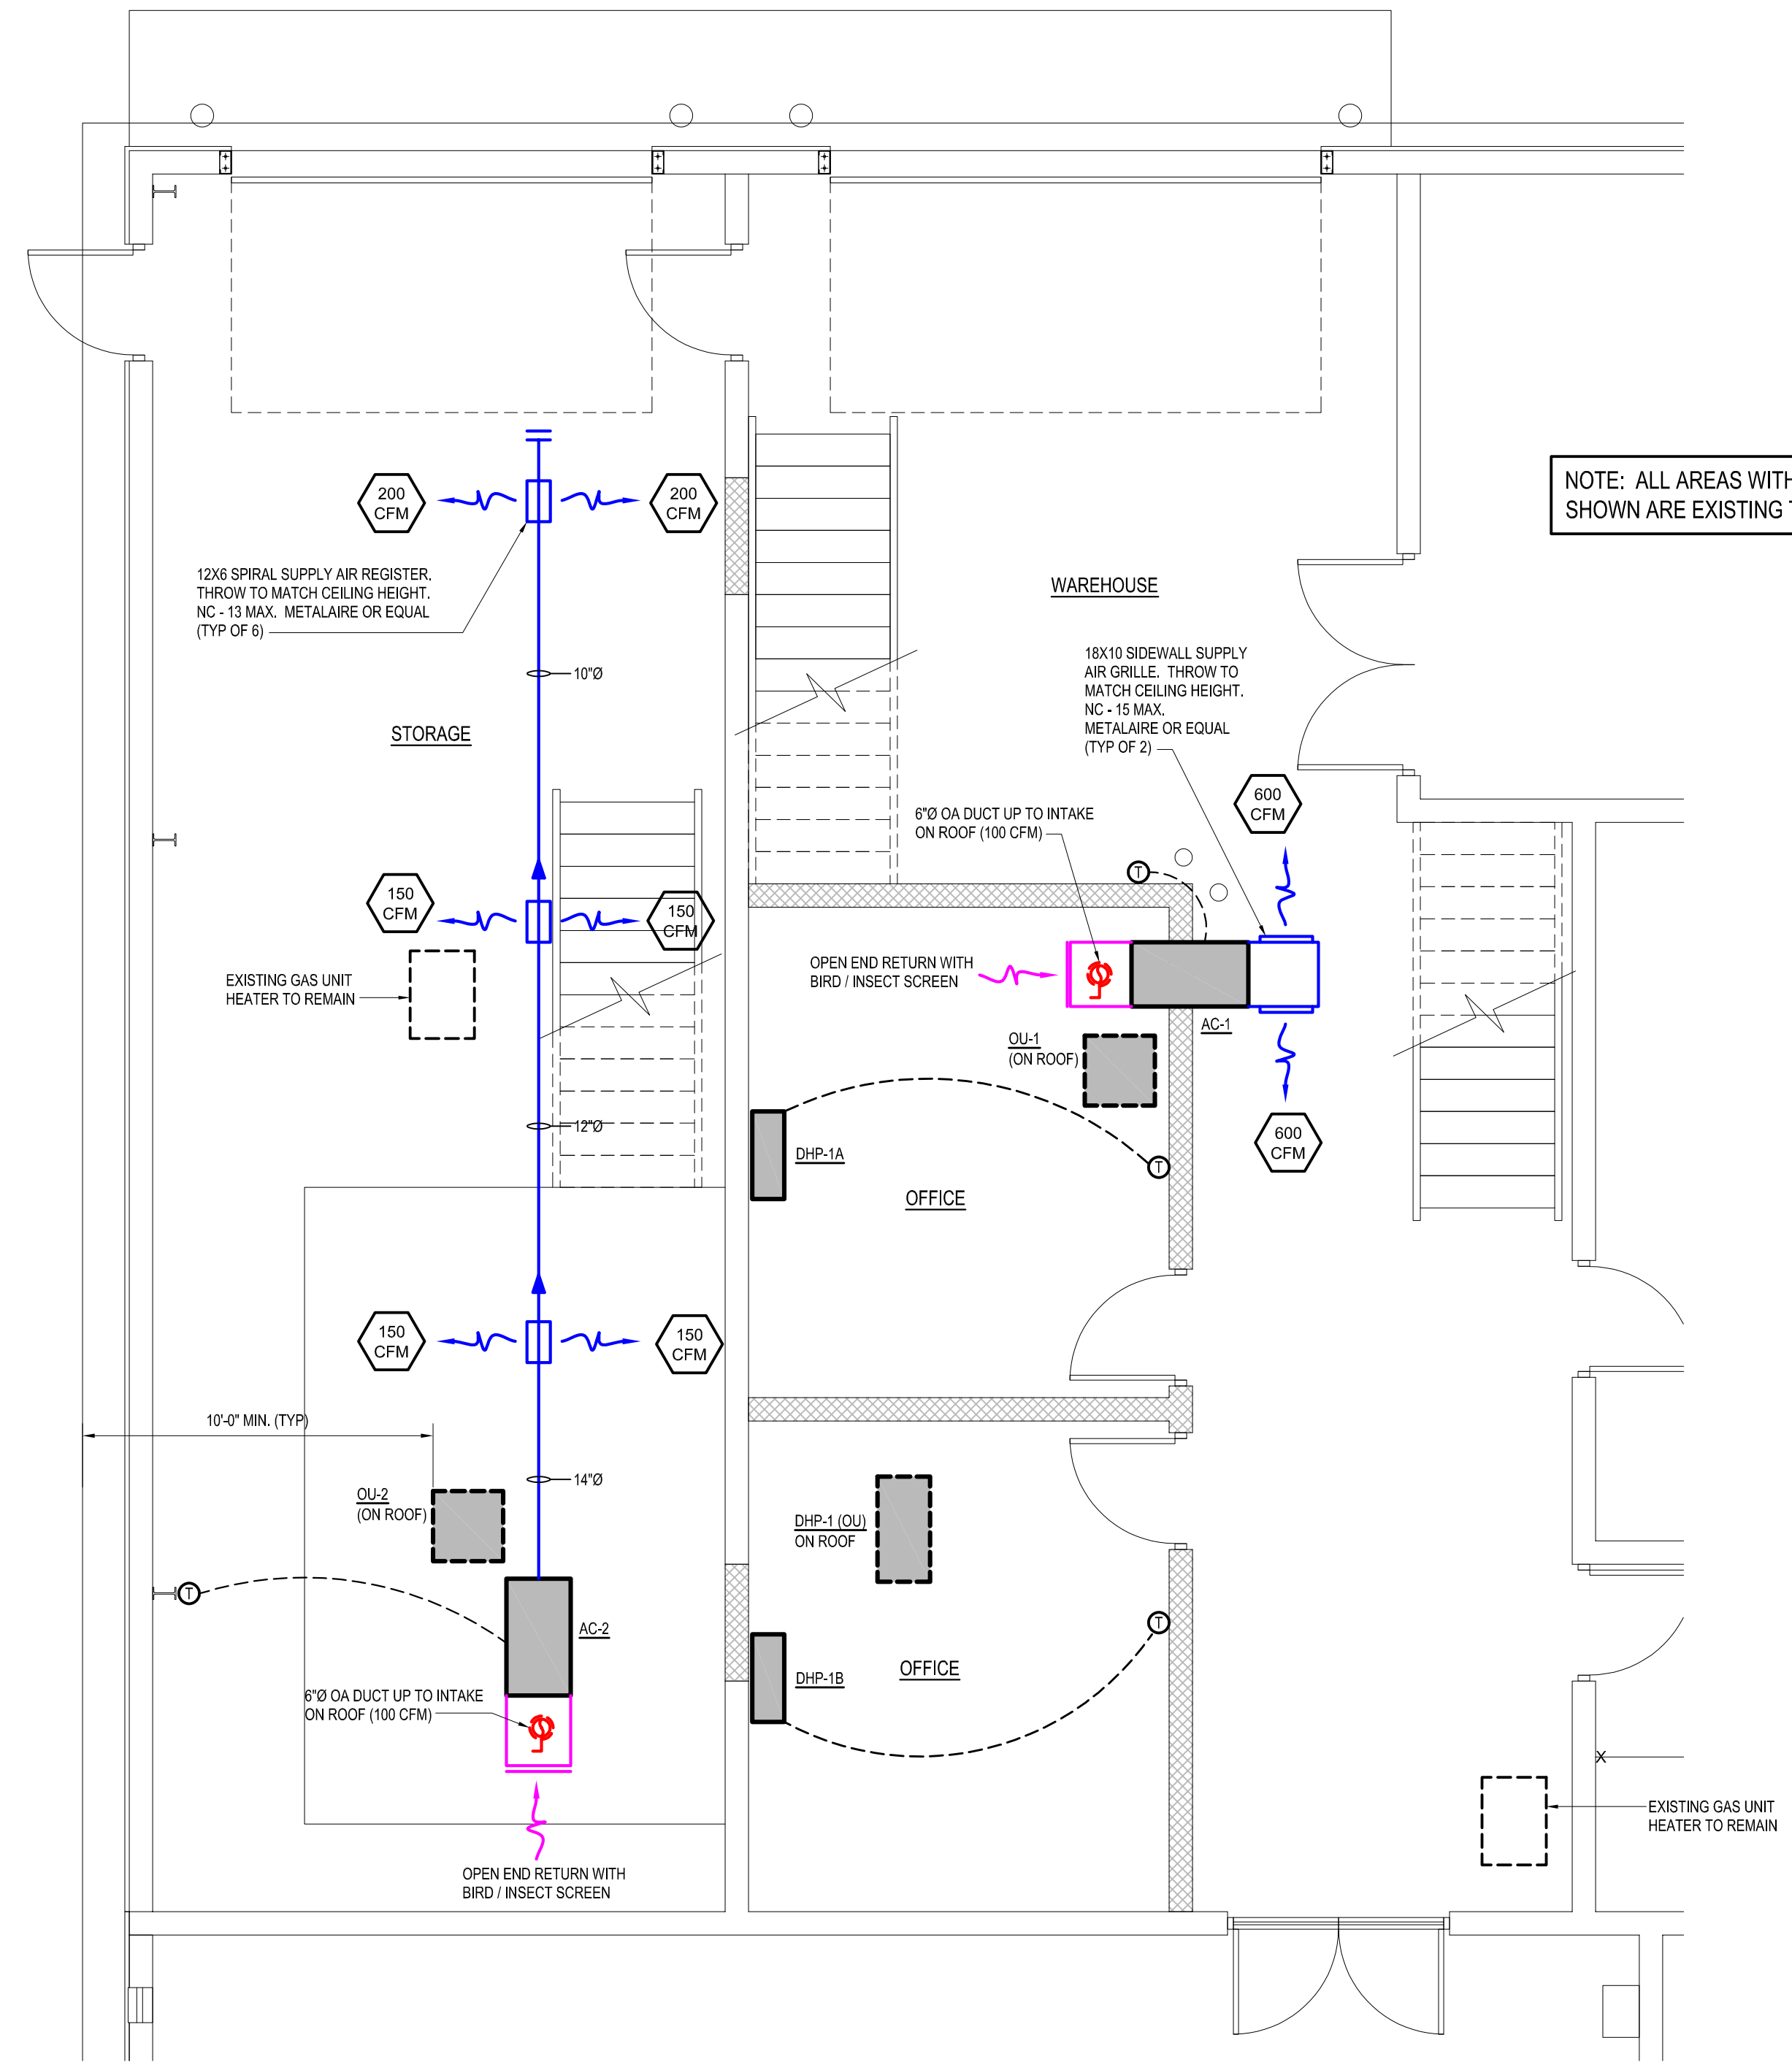 200
CFM
200
CFM
NOTE: ALL AREAS WITH
SHOWN ARE EXISTING
12X6 SPIRAL SUPPLY AIR REGISTER.
THROW TO MATCH CEILING HEIGHT.
NC - 13 MAX. METALAIRE OR EQUAL
(TYP OF 6)
WAREHOUSE
10"Ø
18X10 SIDEWALL SUPPLY
AIR GRILLE. THROW TO
MATCH CEILING HEIGHT.
NC - 15 MAX.
METALAIRE OR EQUAL
(TYP OF 2)
STORAGE
600
CFM
6"Ø OA DUCT UP TO INTAKE
ON ROOF (100 CFM)
T
150
CFM
150
CFM
OPEN END RETURN WITH
BIRD / INSECT SCREEN
EXISTING GAS UNIT
HEATER TO REMAIN
AC-1
OU-1
(ON ROOF)
12"Ø
600
CFM
DHP-1A
T
OFFICE
150
CFM
150
CFM
10'-0" MIN. (TYP)
14"Ø
OU-2
(ON ROOF)
DHP-1 (OU)
ON ROOF
T
AC-2
T
OFFICE
DHP-1B
6"Ø OA DUCT UP TO INTAKE
ON ROOF (100 CFM)
X
EXISTING GAS UNIT
HEATER TO REMAIN
OPEN END RETURN WITH
BIRD / INSECT SCREEN